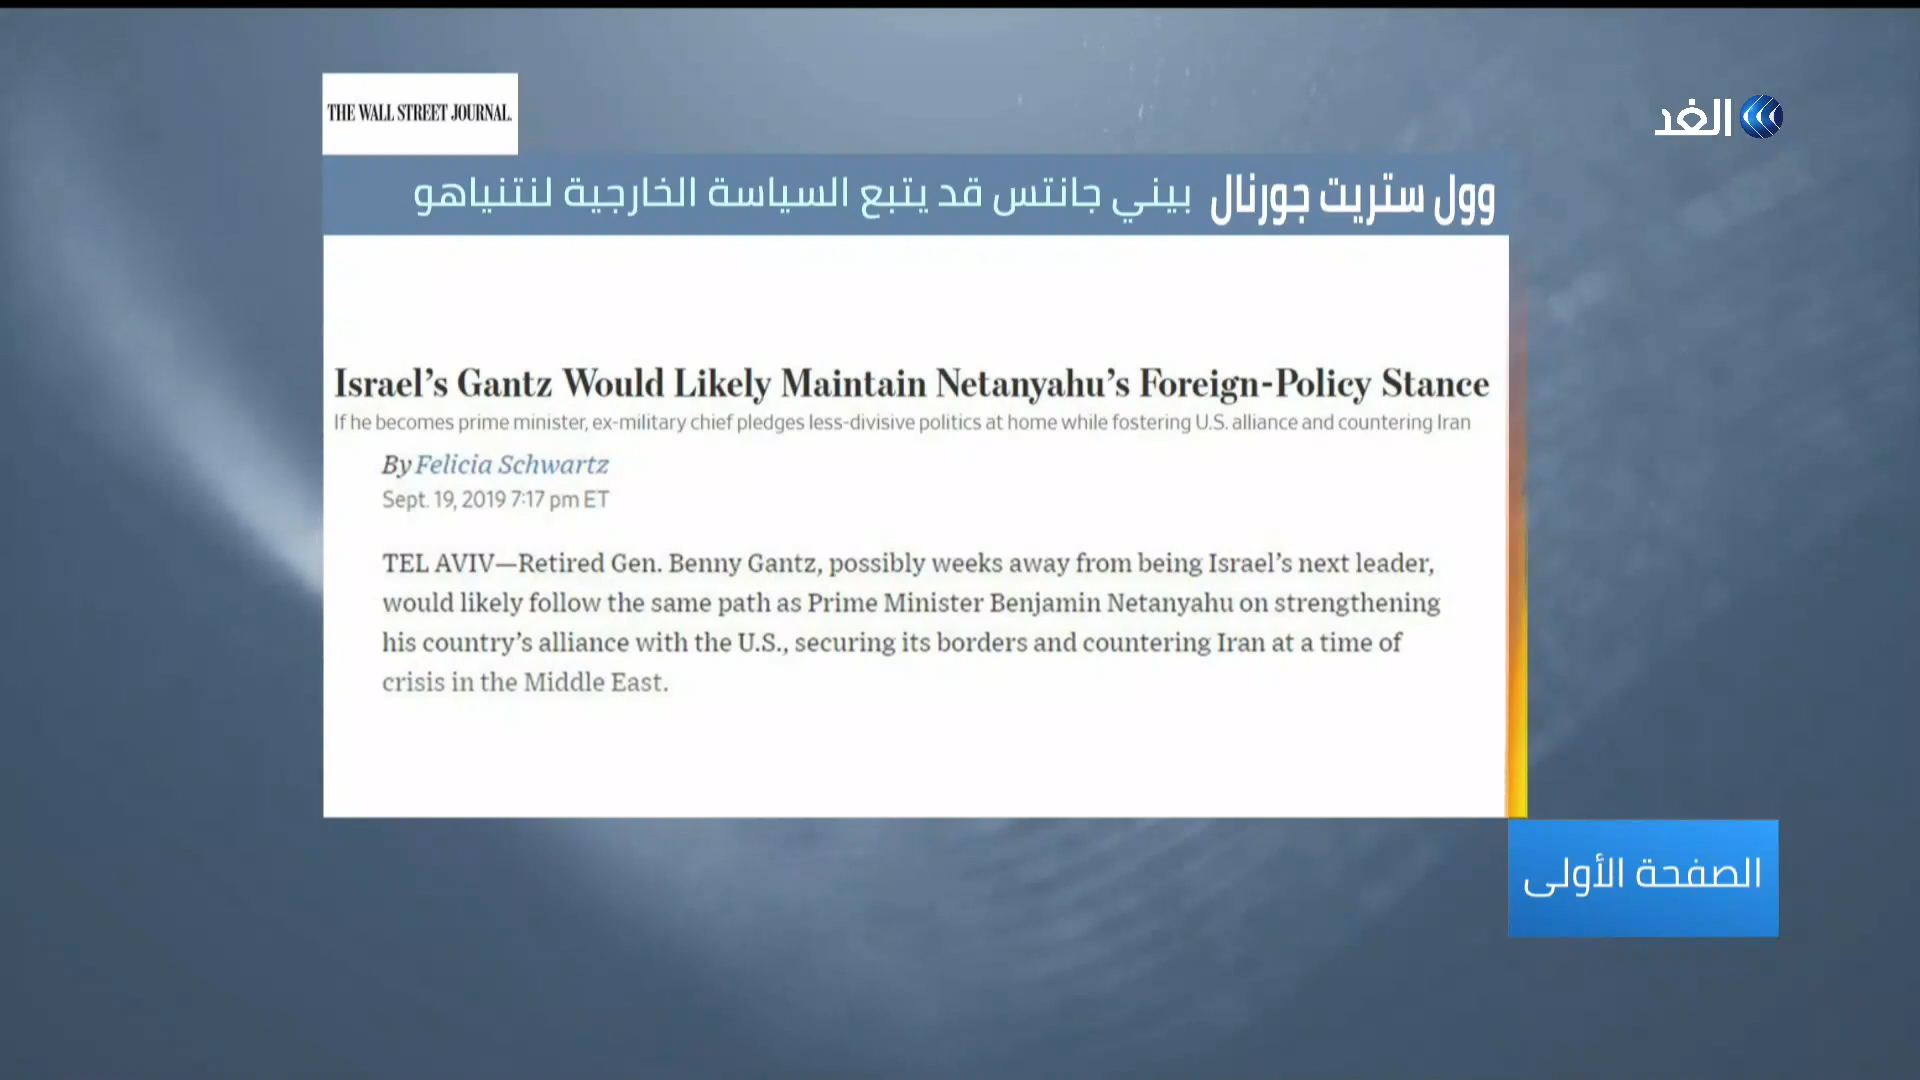 THE WALL STREET JOURNAL.
الغد
وول ستريت جورنال بيني جانتس قد يتبع السياسة الخارجية لنتنياهو
Israel’s Gantz Would Likely Maintain Netanyahu’s Foreign-Policy Stance
If he becomes prime minister, ex-military chief pledges less-divisive politics at home while fostering U.S. alliance and countering Iran
By Felicia Schwartz
Sept. 19, 2019 7:17 pm ET
TEL AVIV—Retired Gen. Benny Gantz, possibly weeks away from being Israel’s next leader,
would likely follow the same path as Prime Minister Benjamin Netanyahu on strengthening
his country’s alliance with the U.S., securing its borders and countering Iran at a time of
crisis in the Middle East.
الصفحة الأولى